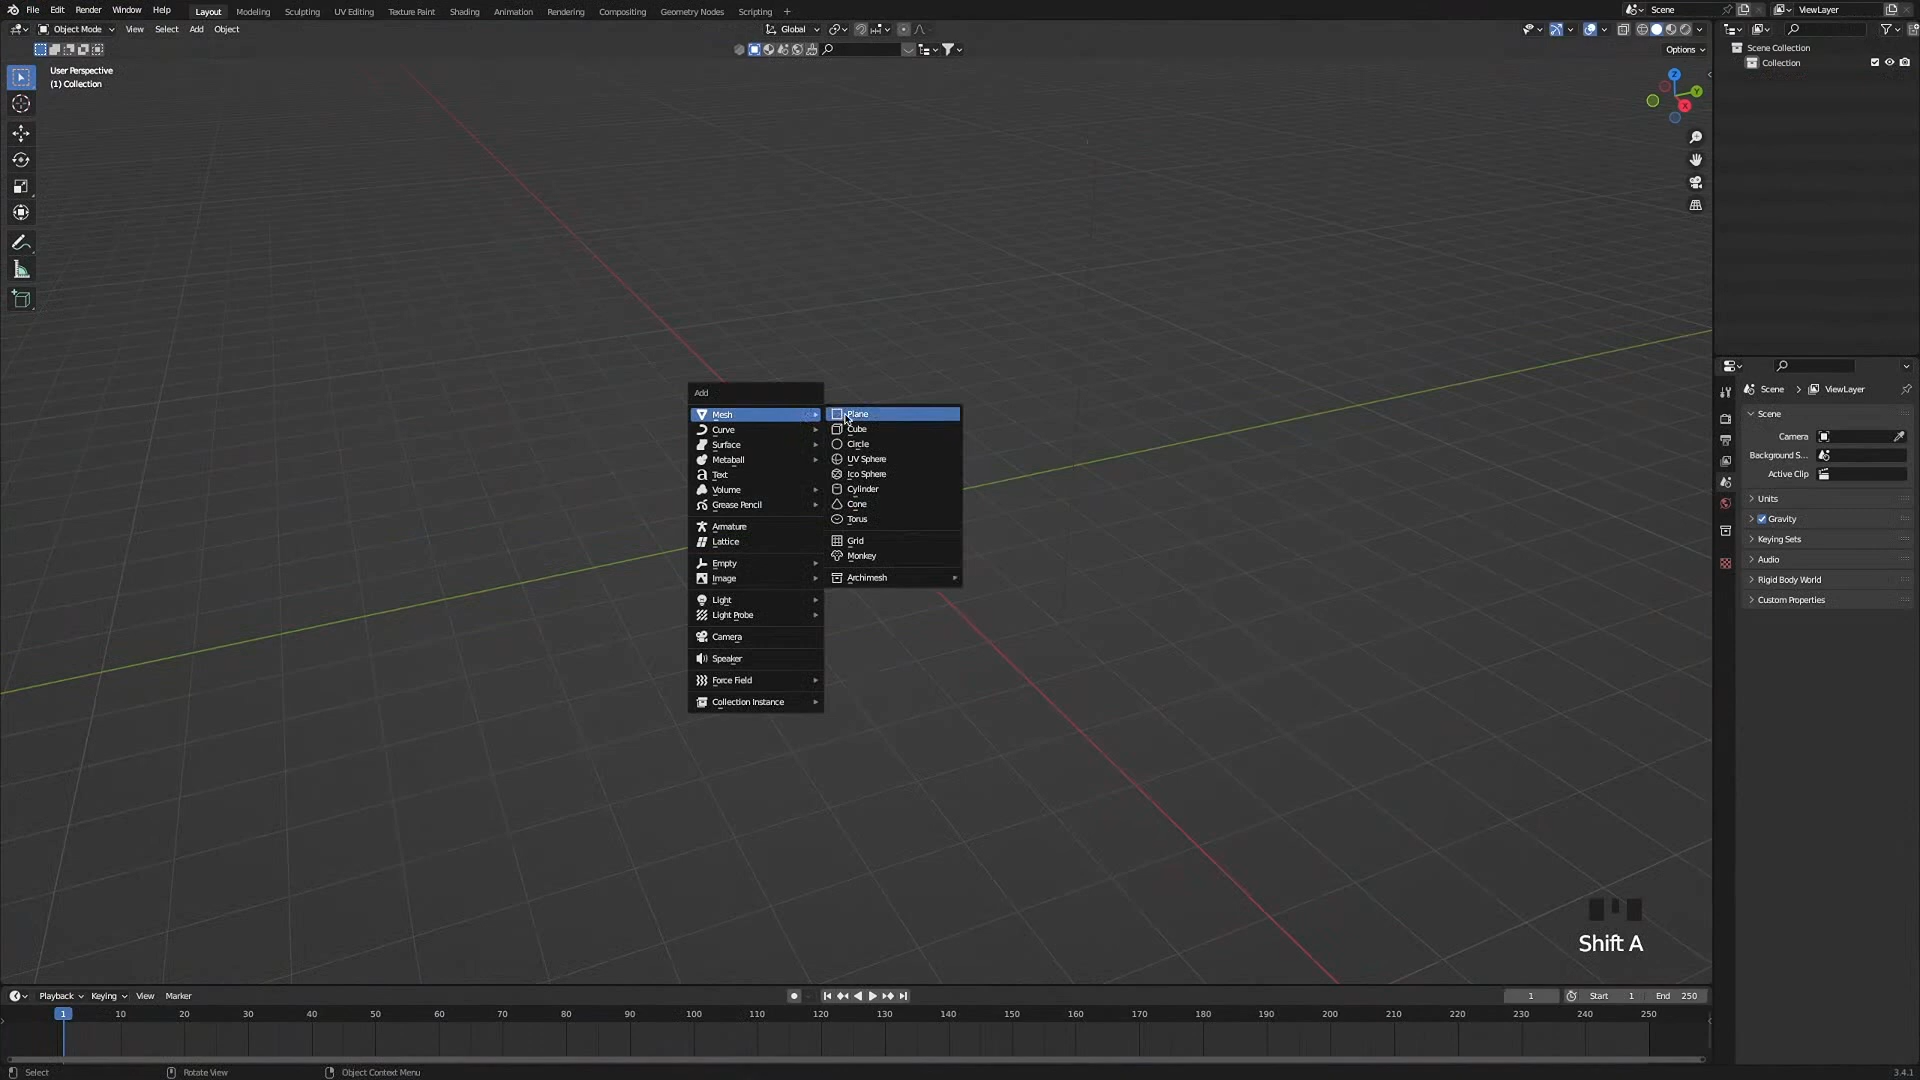 File Edit Render Window Help Layout Modeling Sculpting UV Editing Texture Paint Shading Animation Rendering Compositing Geometry Nodes Scripting + Scene ViewLayer
Object Mode View Select Add Object Global
Options
User Perspective
(1) Collection
Scene Collection
Collection
Z
Y
X
Add
Mesh
Curve
Surface
Metaball
Text
Volume
Grease Pencil
Armature
Lattice
Empty
Image
Light
Light Probe
Camera
Speaker
Force Field
Collection Instance
Plane
Cube
Circle
UV Sphere
Ico Sphere
Cylinder
Cone
Torus
Grid
Monkey
Archimesh
Scene > ViewLayer
Scene
Camera
Background S...
Active Clip
Units
Gravity
Keying Sets
Audio
Rigid Body World
Custom Properties
Shift A
Playback Keying View Marker 1 Start 1 End 250
1 10 20 30 40 50 60 70 80 90 100 110 120 130 140 150 160 170 180 190 200 210 220 230 240 250
Select Rotate View Object Context Menu 3.4.1